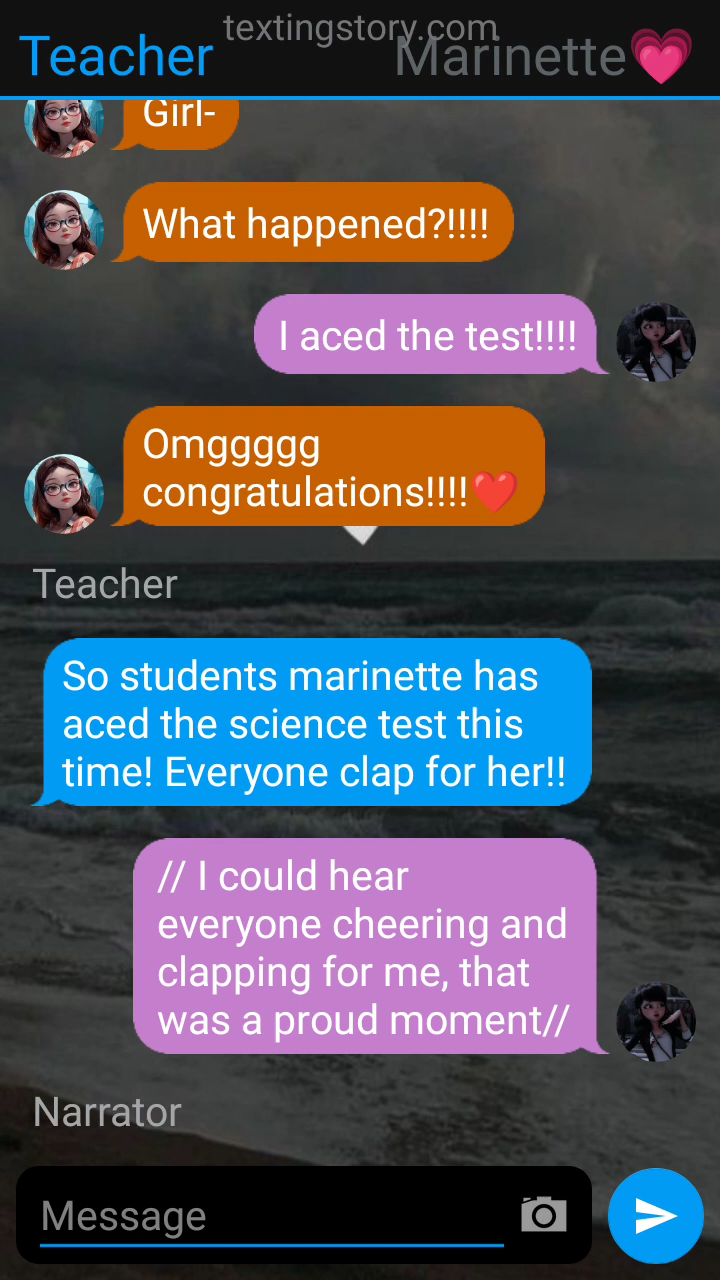 textingstory.com
Teacher
Marinette💗
Girl-
What happened?!!!!
I aced the test!!!!
Omggggg
congratulations!!!!❤️
Teacher
So students marinette has
aced the science test this
time! Everyone clap for her!!
// I could hear
everyone cheering and
clapping for me, that
was a proud moment//
Narrator
Message